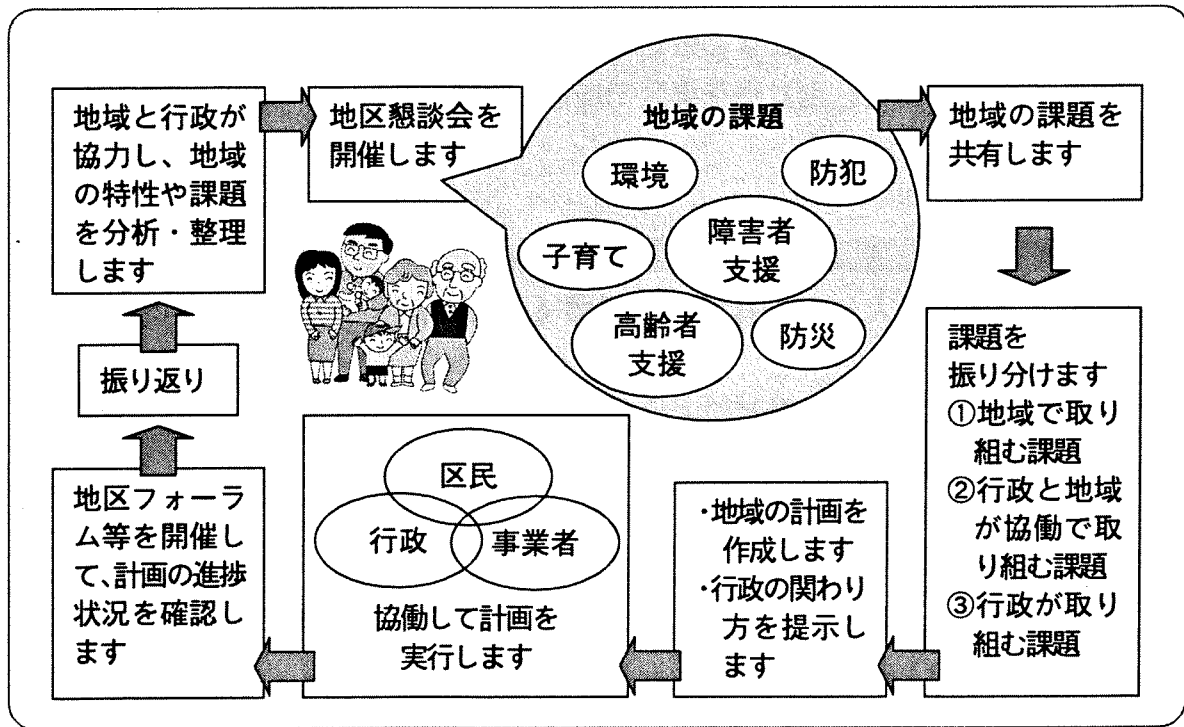 地域と行政が
協力し、地域
の特性や課題
を分析・整理
します
地区懇談会を
開催します
地域の課題
環境
防犯
子育て
障害者
支援
高齢者
支援
防災
地域の課題を
共有します
課題を
振り分けます
①地域で取り
組む課題
②行政と地域
が協働で取
り組む課題
③行政が取り
組む課題
・地域の計画を
作成します
・行政の関わり
方を提示し
ます
区民
行政
事業者
協働して計画を
実行します
地区フォーラ
ム等を開催し
て、計画の進捗
状況を確認し
ます
振り返り